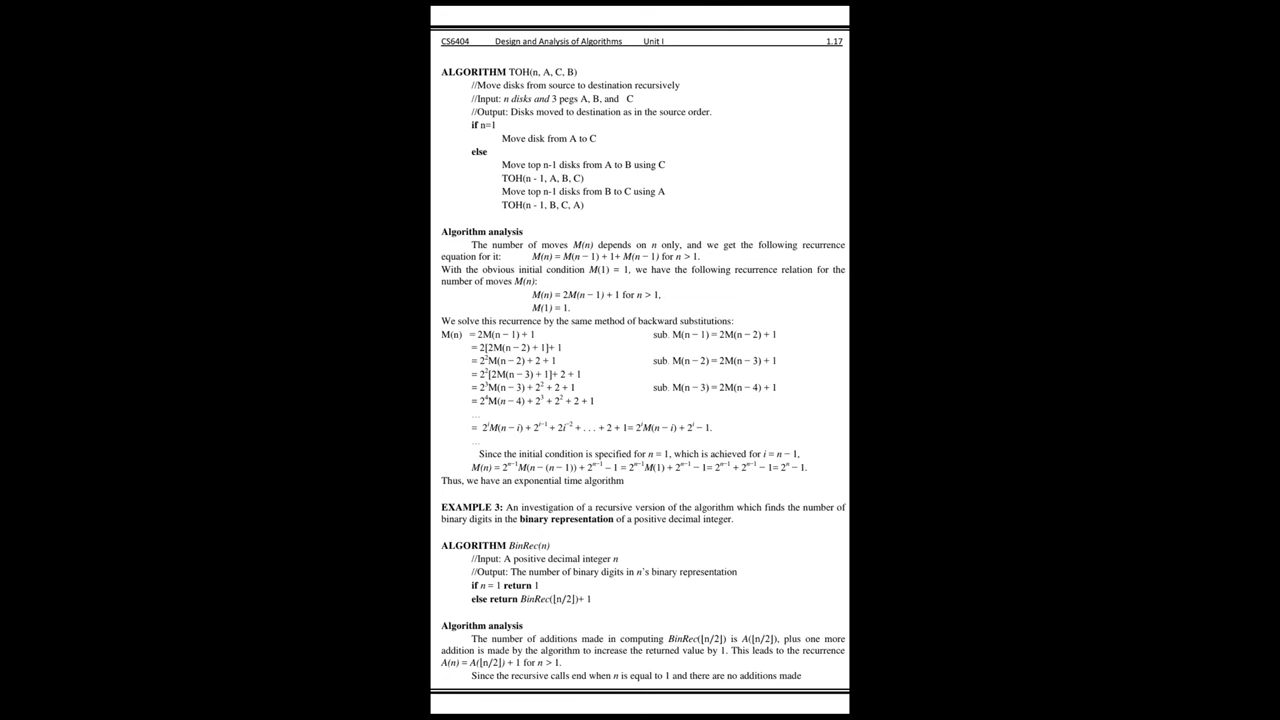 CS6404 Design and Analysis of Algorithms Unit I 1.17
ALGORITHM TOH(n, A, C, B)
//Move disks from source to destination recursively
//Input: n disks and 3 pegs A, B, and C
//Output: Disks moved to destination as in the source order.
if n=1
Move disk from A to C
else
Move top n-1 disks from A to B using C
TOH(n - 1, A, B, C)
Move top n-1 disks from B to C using A
TOH(n - 1, B, C, A)
Algorithm analysis
The number of moves M(n) depends on n only, and we get the following recurrence
equation for it: M(n) = M(n − 1) + 1+ M(n − 1) for n > 1.
With the obvious initial condition M(1) = 1, we have the following recurrence relation for the
number of moves M(n):
M(n) = 2M(n − 1) + 1 for n > 1,
M(1) = 1.
We solve this recurrence by the same method of backward substitutions:
M(n) = 2M(n − 1) + 1 sub. M(n − 1) = 2M(n − 2) + 1
= 2[2M(n − 2) + 1]+ 1
= 2²M(n − 2) + 2 + 1 sub. M(n − 2) = 2M(n − 3) + 1
= 2²[2M(n − 3) + 1]+ 2 + 1
= 2³M(n − 3) + 2² + 2 + 1 sub. M(n − 3) = 2M(n − 4) + 1
= 2⁴M(n − 4) + 2³ + 2² + 2 + 1
…
= 2ⁱM(n − i) + 2ⁱ⁻¹ + 2i⁻² + . . . + 2 + 1= 2ⁱM(n − i) + 2ⁱ − 1.
…
Since the initial condition is specified for n = 1, which is achieved for i = n − 1,
M(n) = 2ⁿ⁻¹M(n − (n − 1)) + 2ⁿ⁻¹ − 1 = 2ⁿ⁻¹M(1) + 2ⁿ⁻¹ − 1= 2ⁿ⁻¹ + 2ⁿ⁻¹ − 1= 2ⁿ − 1.
Thus, we have an exponential time algorithm
EXAMPLE 3: An investigation of a recursive version of the algorithm which finds the number of
binary digits in the binary representation of a positive decimal integer.
ALGORITHM BinRec(n)
//Input: A positive decimal integer n
//Output: The number of binary digits in n's binary representation
if n = 1 return 1
else return BinRec(⌊n/2⌋)+ 1
Algorithm analysis
The number of additions made in computing BinRec(⌊n/2⌋) is A(⌊n/2⌋), plus one more
addition is made by the algorithm to increase the returned value by 1. This leads to the recurrence
A(n) = A(⌊n/2⌋) + 1 for n > 1.
Since the recursive calls end when n is equal to 1 and there are no additions made